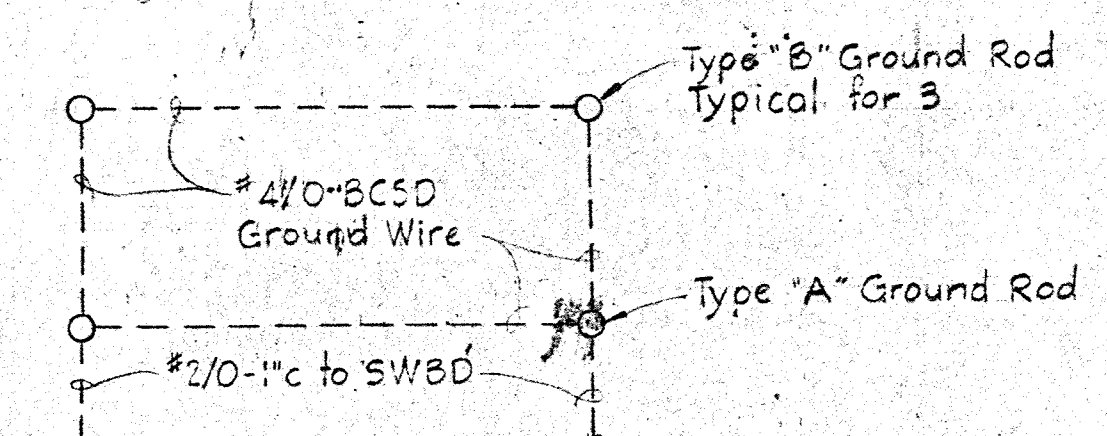 Type "B" Ground Rod
Typical for 3
#4/0-BCSD
Ground Wire
Type "A" Ground Rod
#2/0-1"c to SWBD